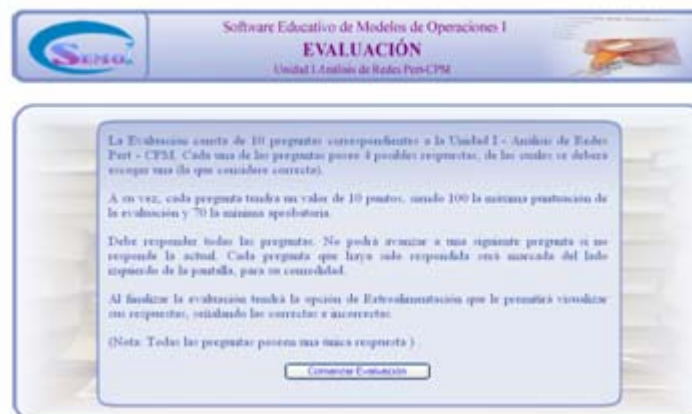 SEMO I
Software Educativo de Modelos de Operaciones I
EVALUACIÓN
Unidad I Análisis de Redes Pert-CPM
La Evaluación consta de 10 preguntas correspondientes a la Unidad I - Análisis de Redes
Pert - CPM. Cada una de las preguntas posee 4 posibles respuestas, de las cuales se deberá
escoger una (la que considere correcta).
A su vez, cada pregunta tendrá un valor de 10 puntos, siendo 100 la máxima puntuación de
la evaluación y 70 la mínima aprobatoria.
Debe responder todas las preguntas. No podrá avanzar a una siguiente pregunta si no
responde la actual. Cada pregunta que haya sido respondida será marcada del lado
izquierdo de la pantalla, para su comodidad.
Al finalizar la evaluación tendrá la opción de Retroalimentación que le permitirá visualizar
sus respuestas, señalando las correctas e incorrectas.
(Nota: Todas las preguntas poseen una única respuesta ) .
Comenzar Evaluación